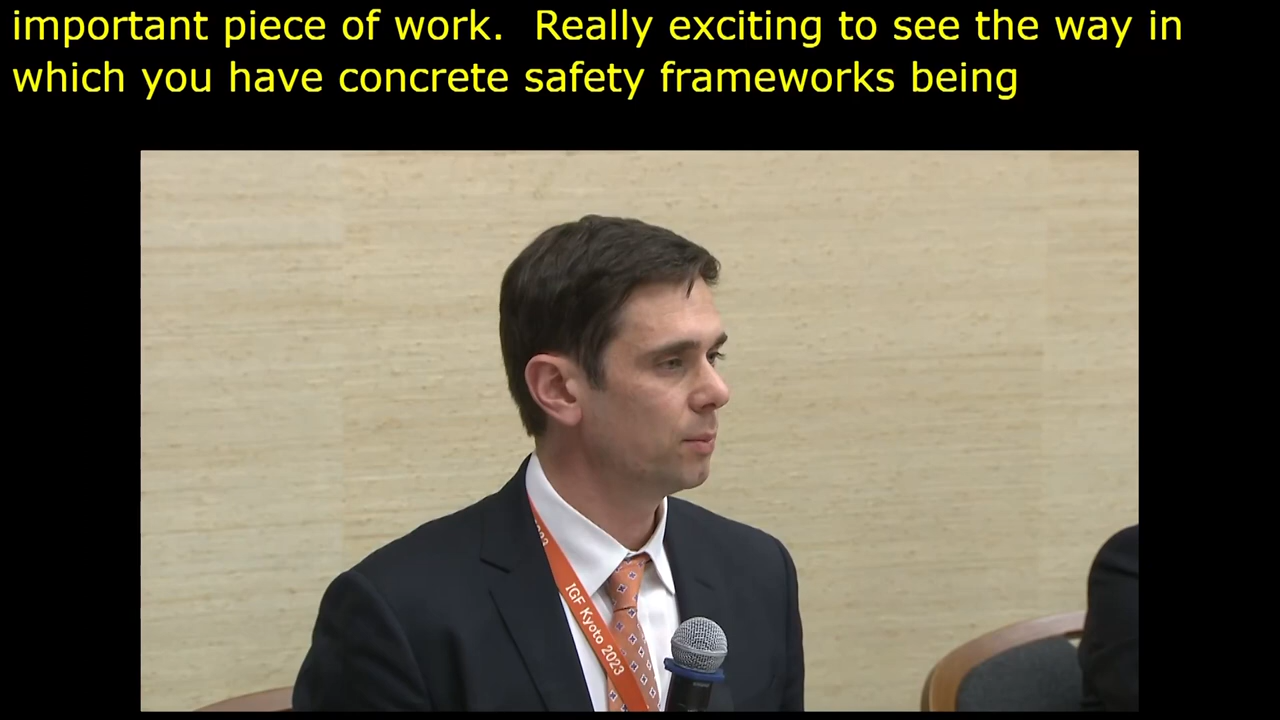 important piece of work.  Really exciting to see the way in
which you have concrete safety frameworks being
2023
IGF Kyoto 2023